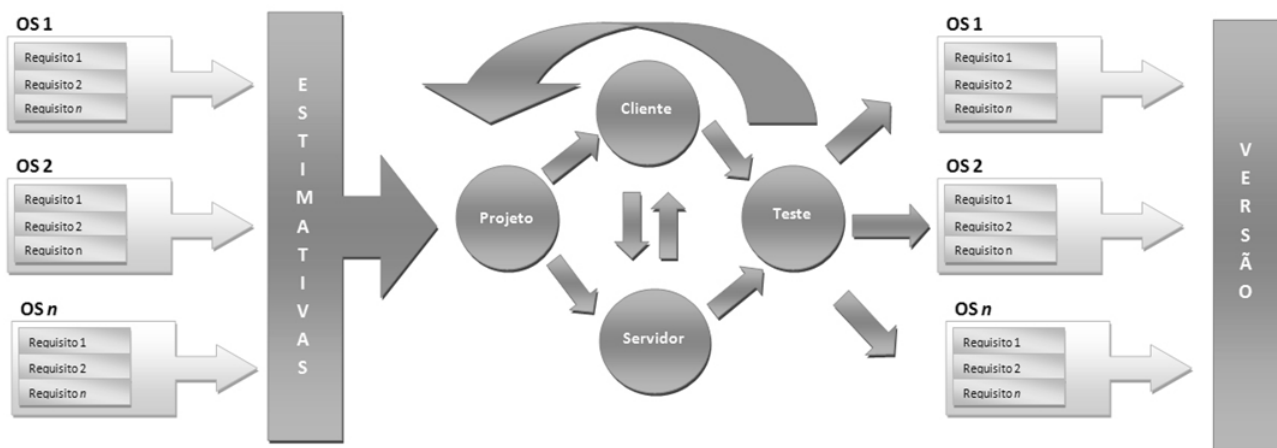 OS 1
Requisito 1
Requisito 2
Requisito n
OS 2
Requisito 1
Requisito 2
Requisito n
OS n
Requisito 1
Requisito 2
Requisito n
ESTIMATIVAS
Cliente
Projeto
Teste
Servidor
OS 1
Requisito 1
Requisito 2
Requisito n
OS 2
Requisito 1
Requisito 2
Requisito n
OS n
Requisito 1
Requisito 2
Requisito n
VERSÃO